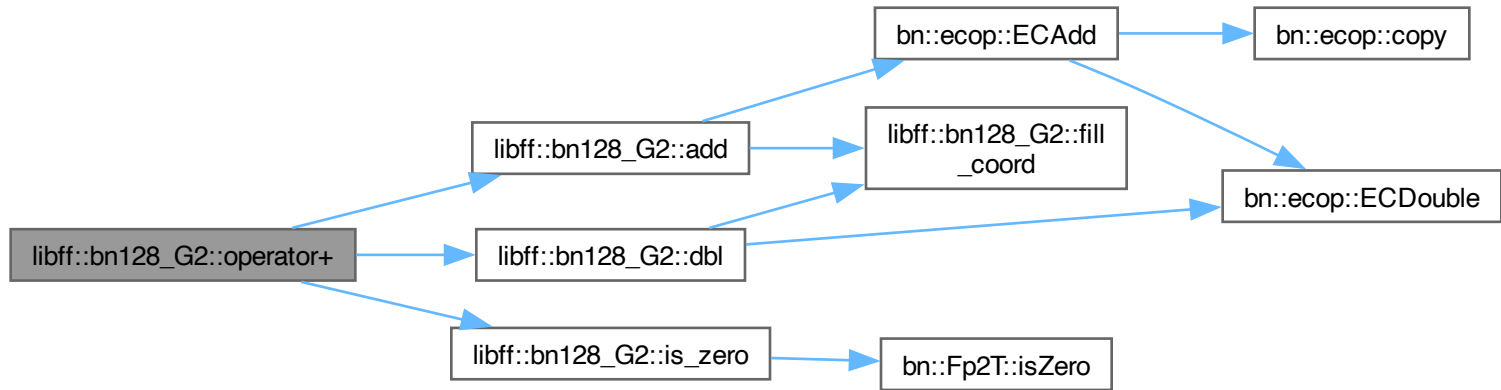 bn::ecop::ECAdd
bn::ecop::copy
libff::bn128_G2::add
libff::bn128_G2::fill
_coord
bn::ecop::ECDouble
libff::bn128_G2::operator+
libff::bn128_G2::dbl
libff::bn128_G2::is_zero
bn::Fp2T::isZero